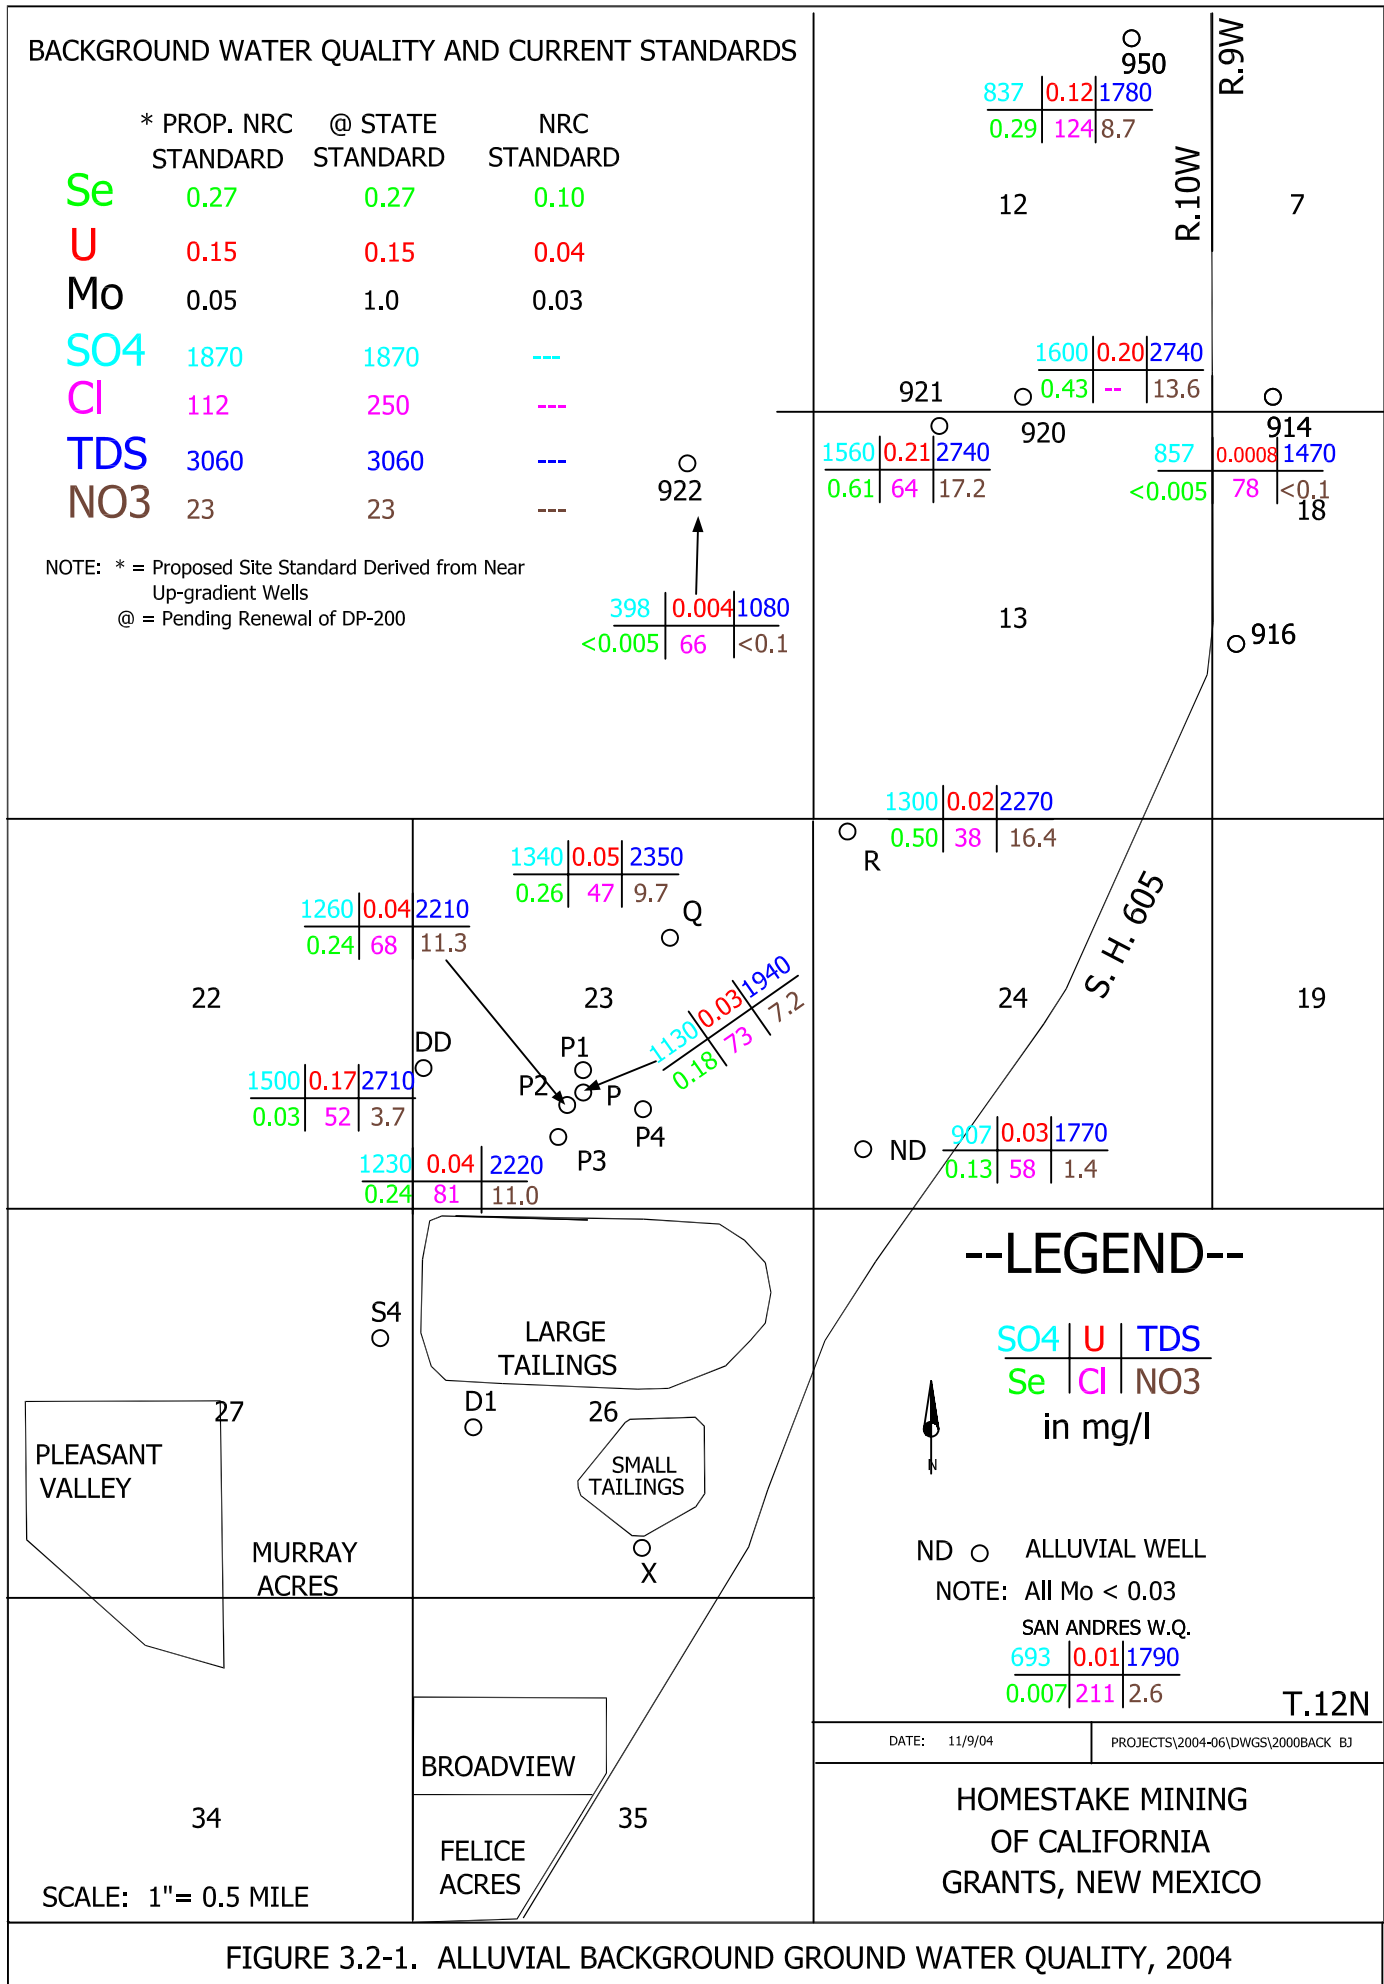 BACKGROUND WATER QUALITY AND CURRENT STANDARDS
* PROP. NRC STANDARD @ STATE STANDARD NRC STANDARD
Se 0.27 0.27 0.10
U 0.15 0.15 0.04
Mo 0.05 1.0 0.03
SO4 1870 1870 ---
Cl 112 250 ---
TDS 3060 3060 ---
NO3 23 23 ---
NOTE: * = Proposed Site Standard Derived from Near
Up-gradient Wells
@ = Pending Renewal of DP-200
950
837 0.12 1780
0.29 124 8.7
R.9W
R.10W
12
7
1600 0.20 2740
0.43 -- 13.6
921
920
914
1560 0.21 2740
0.61 64 17.2
857 0.0008 1470
<0.005 78 <0.1
18
922
398 0.004 1080
<0.005 66 <0.1
13
916
1300 0.02 2270
0.50 38 16.4
R
1340 0.05 2350
0.26 47 9.7
Q
1260 0.04 2210
0.24 68 11.3
S. H. 605
22
23
24
19
1130 0.03 1940
0.18 73 7.2
DD
P1
P2
P
P4
P3
1500 0.17 2710
0.03 52 3.7
ND
907 0.03 1770
0.13 58 1.4
1230 0.04 2220
0.24 81 11.0
--LEGEND--
SO4 U TDS
Se Cl NO3
in mg/l
N
S4
LARGE
TAILINGS
D1
26
27
PLEASANT
VALLEY
SMALL
TAILINGS
X
MURRAY
ACRES
ND ALLUVIAL WELL
NOTE: All Mo < 0.03
SAN ANDRES W.Q.
693 0.01 1790
0.007 211 2.6
T.12N
DATE: 11/9/04
PROJECTS\2004-06\DWGS\2000BACK BJ
BROADVIEW
34
35
FELICE
ACRES
HOMESTAKE MINING
OF CALIFORNIA
GRANTS, NEW MEXICO
SCALE: 1"= 0.5 MILE
FIGURE 3.2-1. ALLUVIAL BACKGROUND GROUND WATER QUALITY, 2004